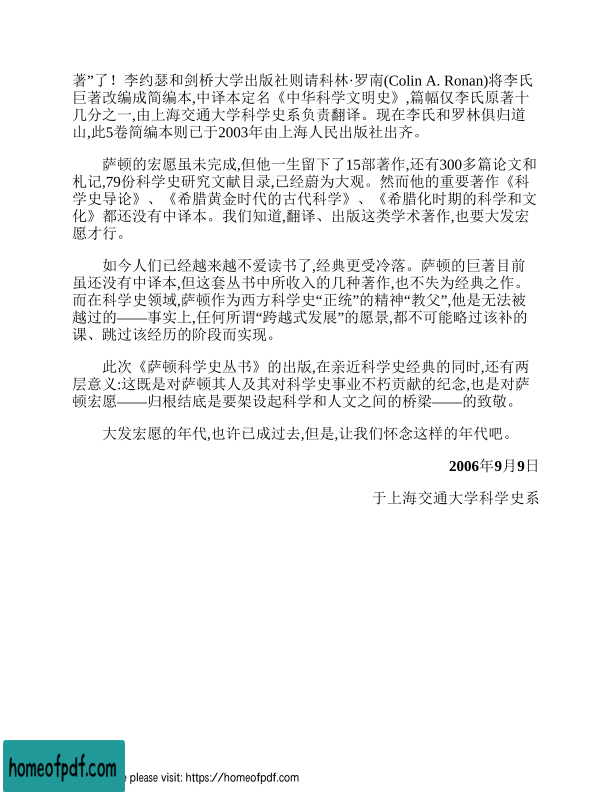 著”了！李约瑟和剑桥大学出版社则请科林·罗南(Colin A. Ronan)将李氏
巨著改编成简编本,中译本定名《中华科学文明史》,篇幅仅李氏原著十
几分之一,由上海交通大学科学史系负责翻译。现在李氏和罗林俱归道
山,此5卷简编本则已于2003年由上海人民出版社出齐。
萨顿的宏愿虽未完成,但他一生留下了15部著作,还有300多篇论文和
札记,79份科学史研究文献目录,已经蔚为大观。然而他的重要著作《科
学史导论》、《希腊黄金时代的古代科学》、《希腊化时期的科学和文
化》都还没有中译本。我们知道,翻译、出版这类学术著作,也要大发宏
愿才行。
如今人们已经越来越不爱读书了,经典更受冷落。萨顿的巨著目前
虽还没有中译本,但这套丛书中所收入的几种著作,也不失为经典之作。
而在科学史领域,萨顿作为西方科学史“正统”的精神“教父”,他是无法被
越过的——事实上,任何所谓“跨越式发展”的愿景,都不可能略过该补的
课、跳过该经历的阶段而实现。
此次《萨顿科学史丛书》的出版,在亲近科学史经典的同时,还有两
层意义:这既是对萨顿其人及其对科学史事业不朽贡献的纪念,也是对萨
顿宏愿——归根结底是要架设起科学和人文之间的桥梁——的致敬。
大发宏愿的年代,也许已成过去,但是,让我们怀念这样的年代吧。
2006年9月9日
于上海交通大学科学史系
homeofpdf.com
e please visit: https://homeofpdf.com